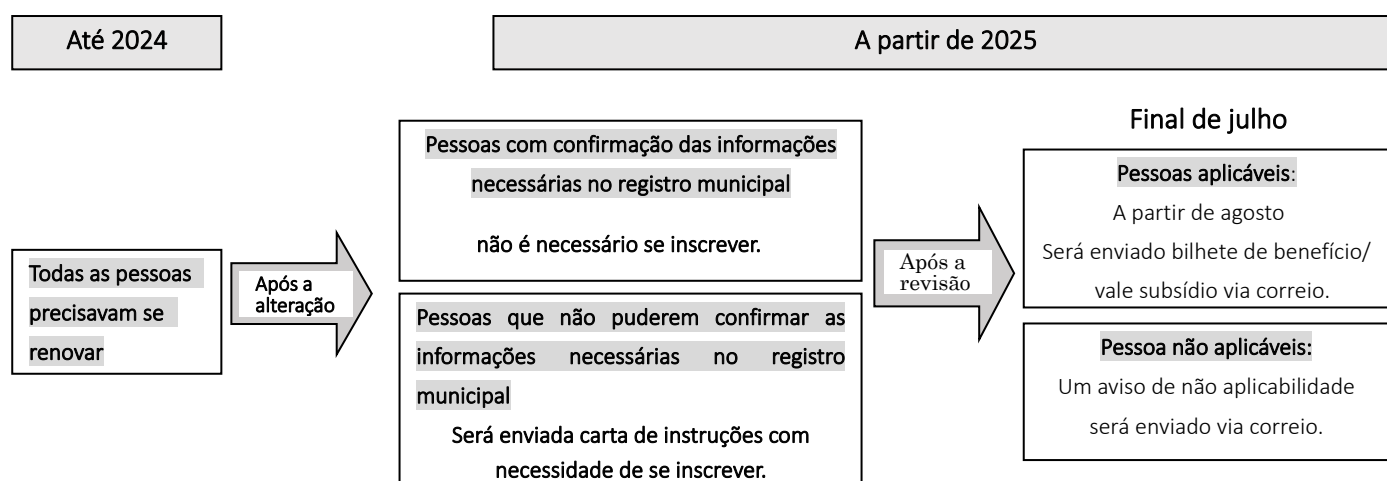 Até 2024
A partir de 2025
Todas as pessoas
precisavam se
renovar
Após a
alteração
Pessoas com confirmação das informações
necessárias no registro municipal
não é necessário se inscrever.
Pessoas que não puderem confirmar as
informações necessárias no registro
municipal
Será enviada carta de instruções com
necessidade de se inscrever.
Após a
revisão
Final de julho
Pessoas aplicáveis:
A partir de agosto
Será enviado bilhete de benefício/
vale subsídio via correio.
Pessoa não aplicáveis:
Um aviso de não aplicabilidade
será enviado via correio.